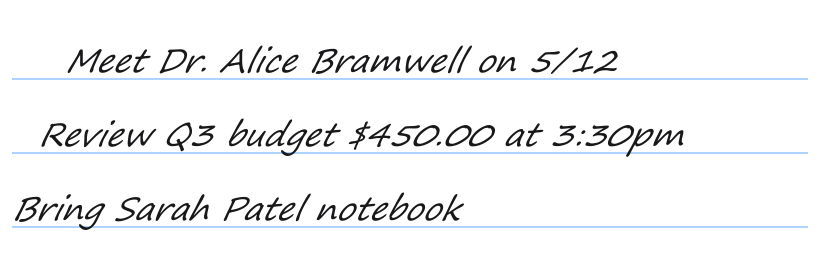 Meet Dr. Alice Bramwell on 5/12
Review Q3 budget $450.00 at 3:30pm
Bring Sarah Patel notebook